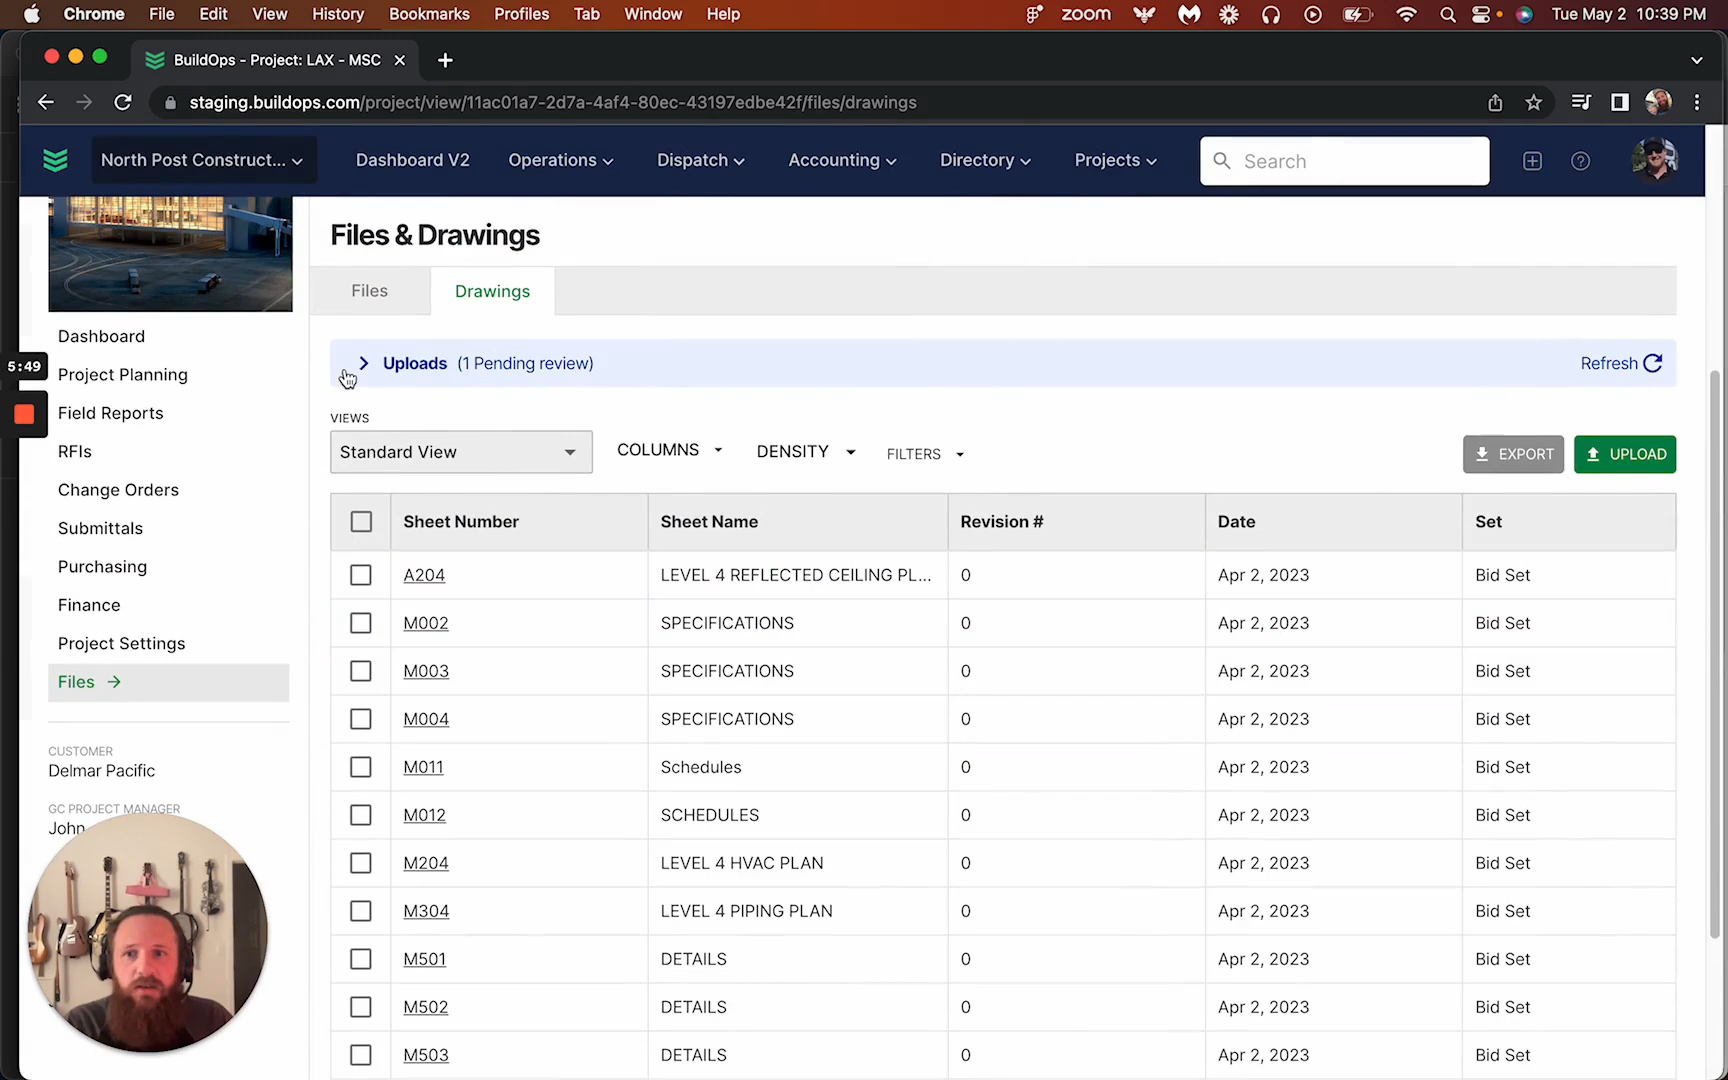 Chrome File Edit View History Bookmarks Profiles Tab Window Help zoom Tue May 2 10:39 PM
BuildOps - Project: LAX - MSC
staging.buildops.com/project/view/11ac01a7-2d7a-4af4-80ec-43197edbe42f/files/drawings
North Post Construct... Dashboard V2 Operations Dispatch Accounting Directory Projects Search
Files & Drawings
Files Drawings
Dashboard
5:49
Project Planning
Field Reports
RFIs
Change Orders
Submittals
Purchasing
Finance
Project Settings
Files
CUSTOMER
Delmar Pacific
GC PROJECT MANAGER
John
Uploads (1 Pending review) Refresh
VIEWS
Standard View COLUMNS DENSITY FILTERS EXPORT UPLOAD
Sheet Number Sheet Name Revision # Date Set
A204 LEVEL 4 REFLECTED CEILING PL... 0 Apr 2, 2023 Bid Set
M002 SPECIFICATIONS 0 Apr 2, 2023 Bid Set
M003 SPECIFICATIONS 0 Apr 2, 2023 Bid Set
M004 SPECIFICATIONS 0 Apr 2, 2023 Bid Set
M011 Schedules 0 Apr 2, 2023 Bid Set
M012 SCHEDULES 0 Apr 2, 2023 Bid Set
M204 LEVEL 4 HVAC PLAN 0 Apr 2, 2023 Bid Set
M304 LEVEL 4 PIPING PLAN 0 Apr 2, 2023 Bid Set
M501 DETAILS 0 Apr 2, 2023 Bid Set
M502 DETAILS 0 Apr 2, 2023 Bid Set
M503 DETAILS 0 Apr 2, 2023 Bid Set